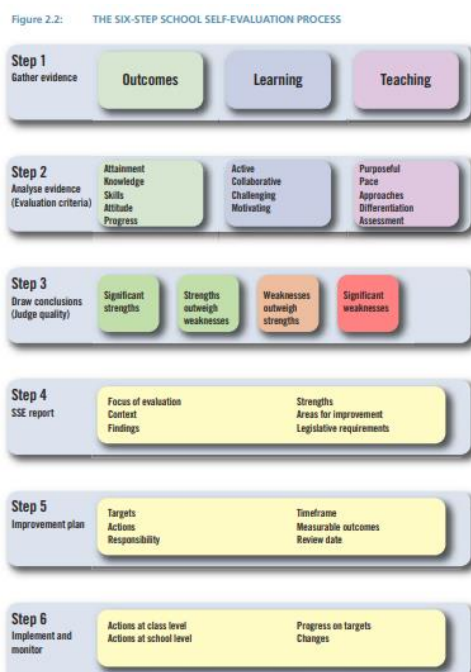 Figure 2.2: THE SIX-STEP SCHOOL SELF-EVALUATION PROCESS
Step 1
Gather evidence
Outcomes
Learning
Teaching
Step 2
Analyse evidence
(Evaluation criteria)
Attainment
Knowledge
Skills
Attitude
Progress
Active
Collaborative
Challenging
Motivating
Purposeful
Pace
Approaches
Differentiation
Assessment
Step 3
Draw conclusions
(Judge quality)
Significant
strengths
Strengths
outweigh
weaknesses
Weaknesses
outweigh
strengths
Significant
weaknesses
Step 4
SSE report
Focus of evaluation
Context
Findings
Strengths
Areas for improvement
Legislative requirements
Step 5
Improvement plan
Targets
Actions
Responsibility
Timeframe
Measurable outcomes
Review date
Step 6
Implement and
monitor
Actions at class level
Actions at school level
Progress on targets
Changes